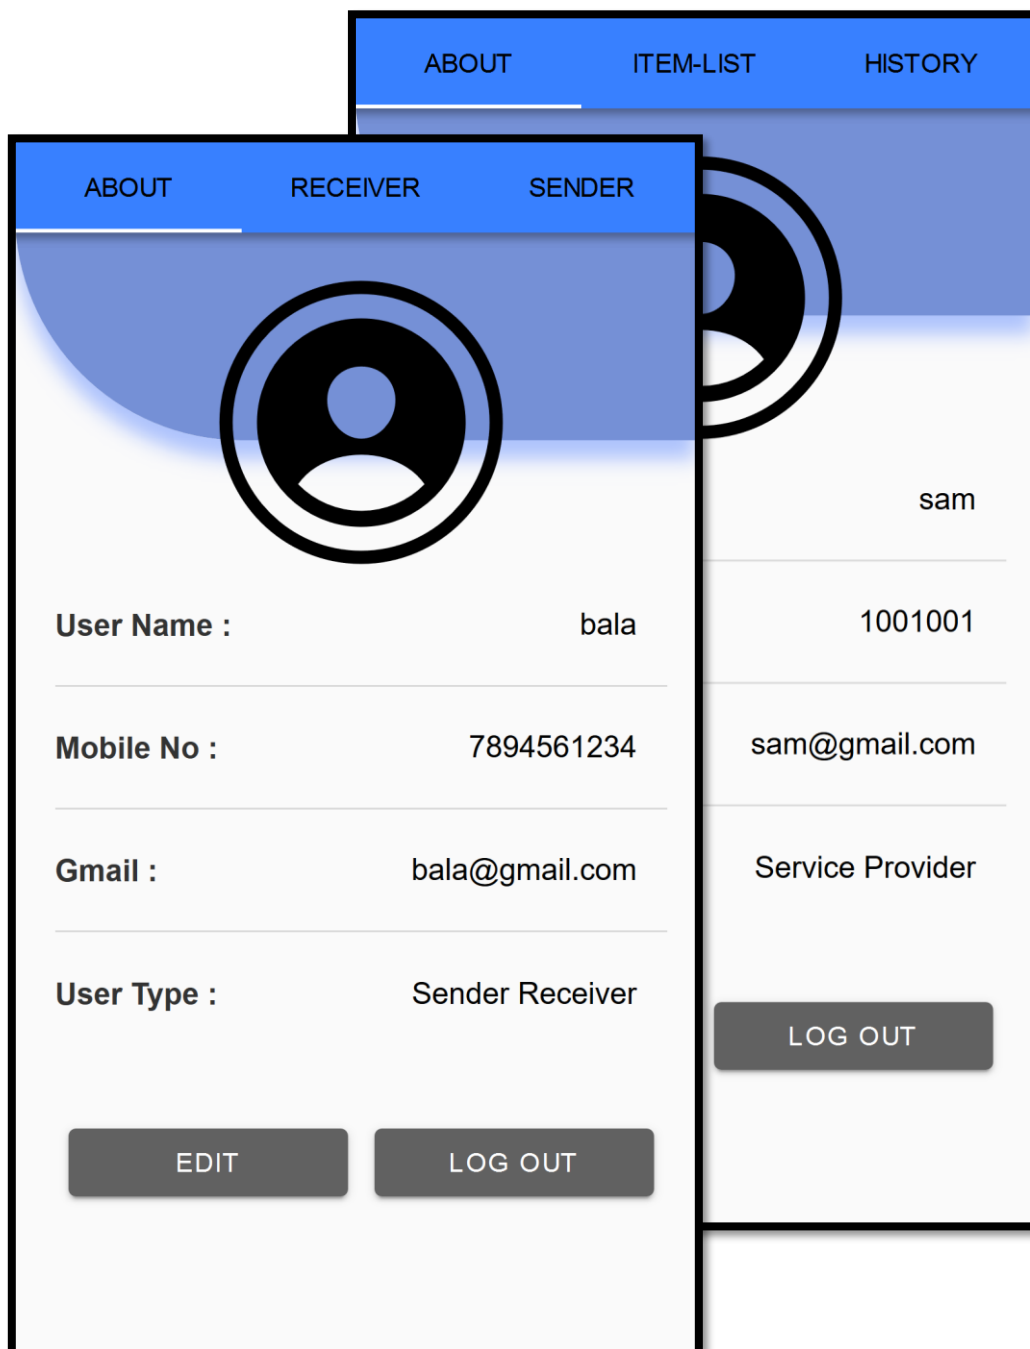 ABOUT ITEM-LIST HISTORY
ABOUT RECEIVER SENDER
sam
1001001
sam@gmail.com
Service Provider
LOG OUT
User Name : bala
Mobile No : 7894561234
Gmail : bala@gmail.com
User Type : Sender Receiver
EDIT LOG OUT